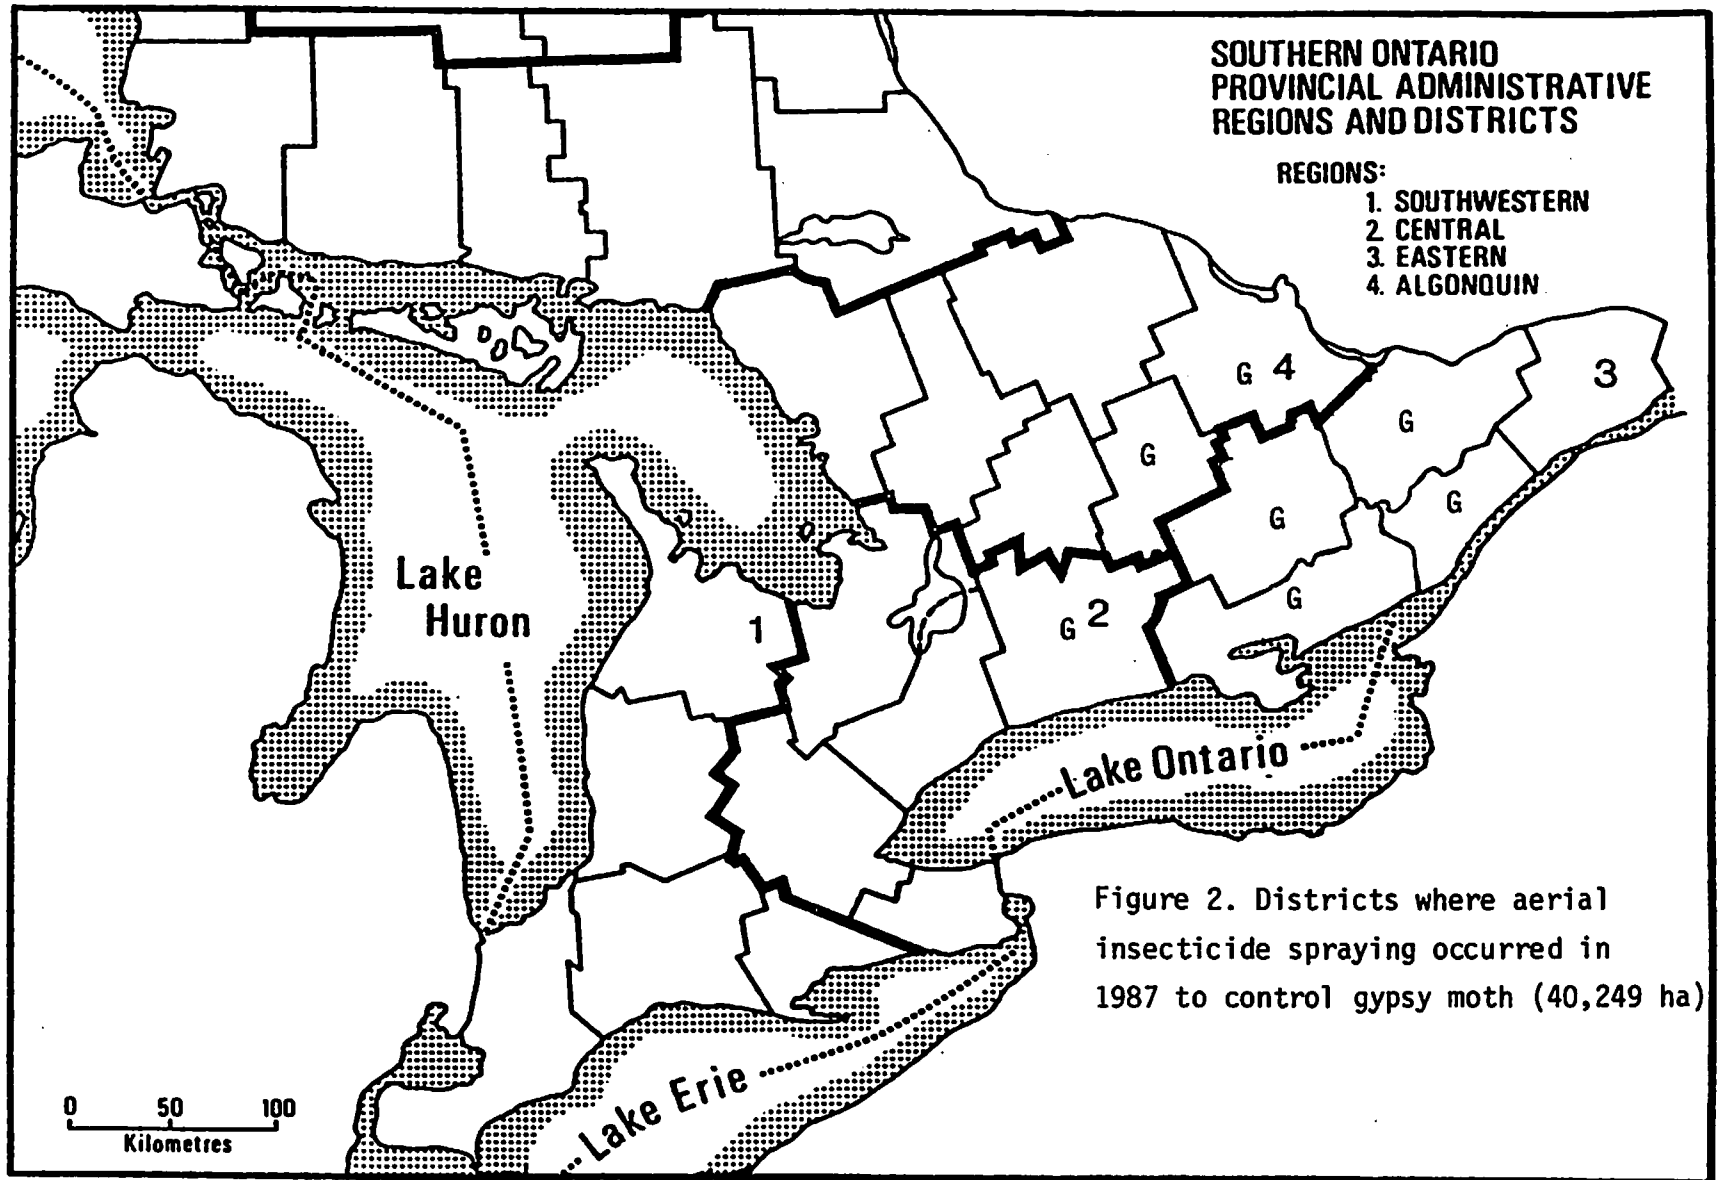 SOUTHERN ONTARIO
PROVINCIAL ADMINISTRATIVE
REGIONS AND DISTRICTS
REGIONS:
1. SOUTHWESTERN
2. CENTRAL
3. EASTERN
4. ALGONQUIN
G 4
3
G
G
G
G
G
G 2
1
Lake
Huron
Lake Ontario
Figure 2. Districts where aerial
insecticide spraying occurred in
1987 to control gypsy moth (40,249 ha)
Lake Erie
0 50 100
Kilometres